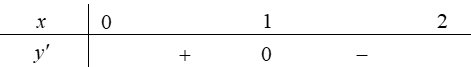 x 0 1 2
y′ + 0 −